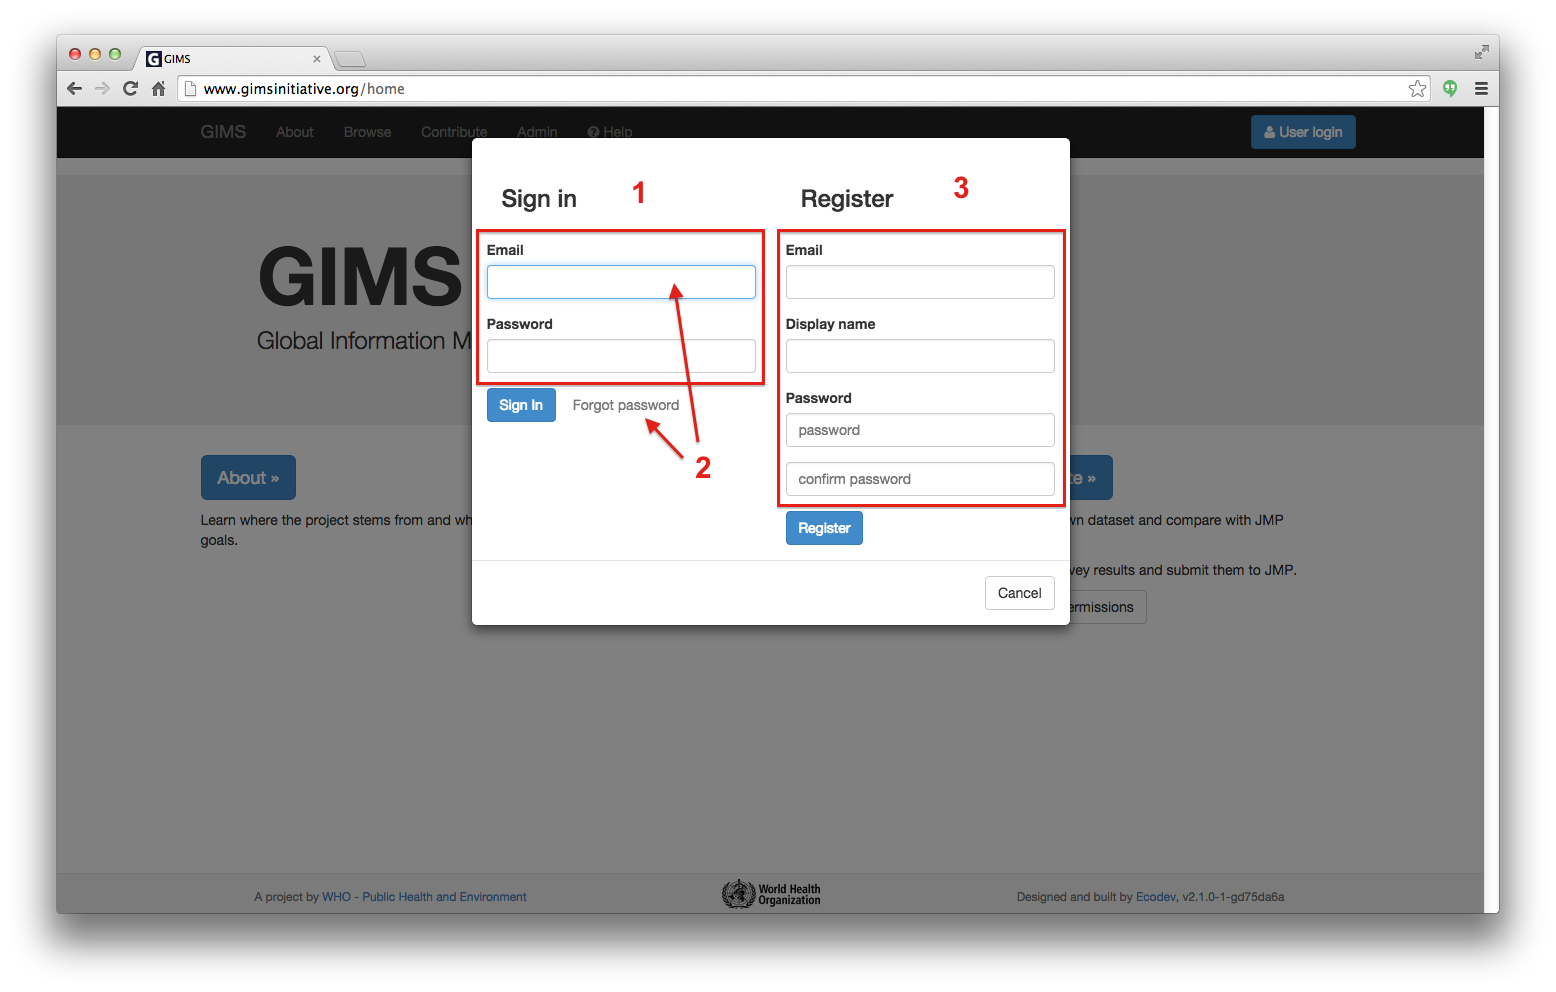 GIMS
www.gimsinitiative.org/home
GIMS About Browse Contribute Admin Help User login
Sign in 1 Register 3
GIMS
Global Information M
Email
Password
Sign In Forgot password
2
Email
Display name
Password
password
confirm password
Register
Cancel
About »
Learn where the project stems from and wh
goals.
te »
wn dataset and compare with JMP
vey results and submit them to JMP.
ermissions
A project by WHO - Public Health and Environment
World Health
Organization
Designed and built by Ecodev, v2.1.0-1-gd75da6a